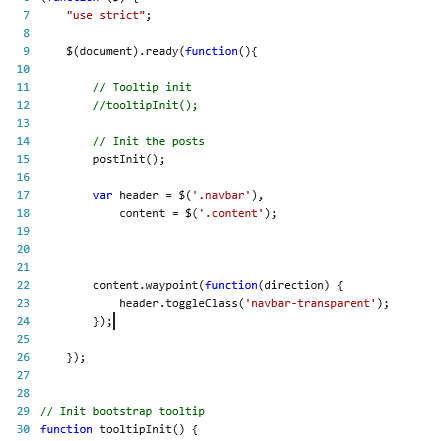 (function ($) {
7 "use strict";
8
9 $(document).ready(function(){
10
11 // Tooltip init
12 //tooltipInit();
13
14 // Init the posts
15 postInit();
16
17 var header = $('.navbar'),
18 content = $('.content');
19
20
21
22 content.waypoint(function(direction) {
23 header.toggleClass('navbar-transparent');
24 });
25
26 });
27
28
29 // Init bootstrap tooltip
30 function tooltipInit() {